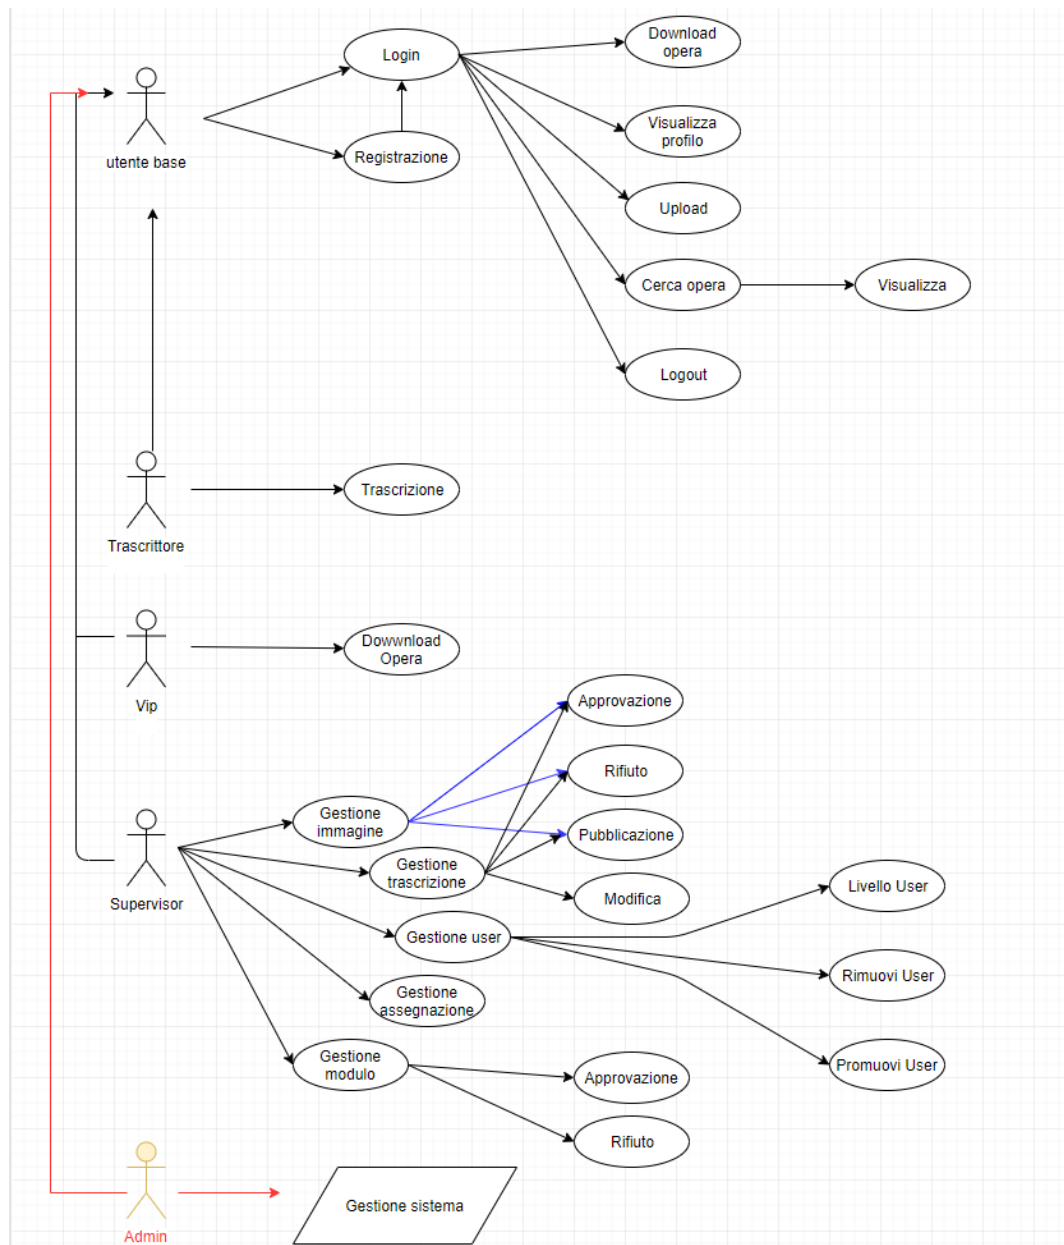 Login
Download
opera
utente base
Registrazione
Visualizza
profilo
Upload
Cerca opera
Visualizza
Logout
Trascrittore
Trascrizione
Vip
Dowwnload
Opera
Supervisor
Gestione
immagine
Approvazione
Rifiuto
Pubblicazione
Gestione
trascrizione
Modifica
Gestione user
Livello User
Rimuovi User
Promuovi User
Gestione
assegnazione
Gestione
modulo
Approvazione
Rifiuto
Admin
Gestione sistema